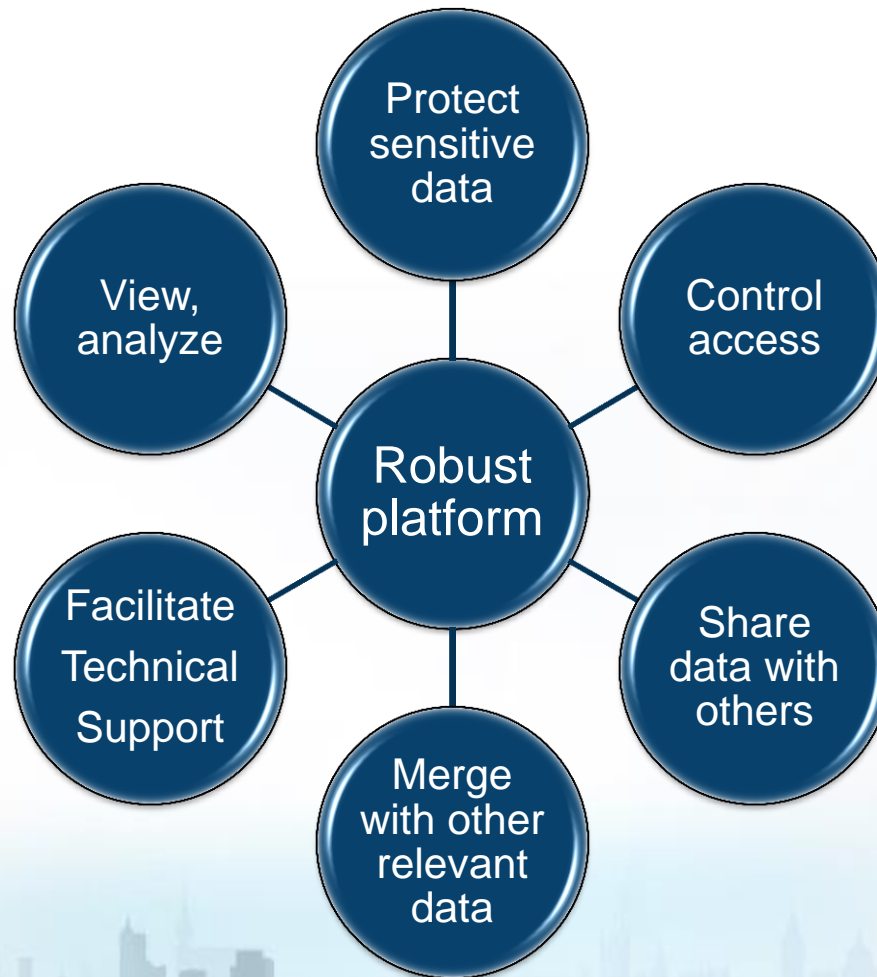 Protect
sensitive
data
View,
analyze
Control
access
Robust
platform
Facilitate
Technical
Support
Share
data with
others
Merge
with other
relevant
data